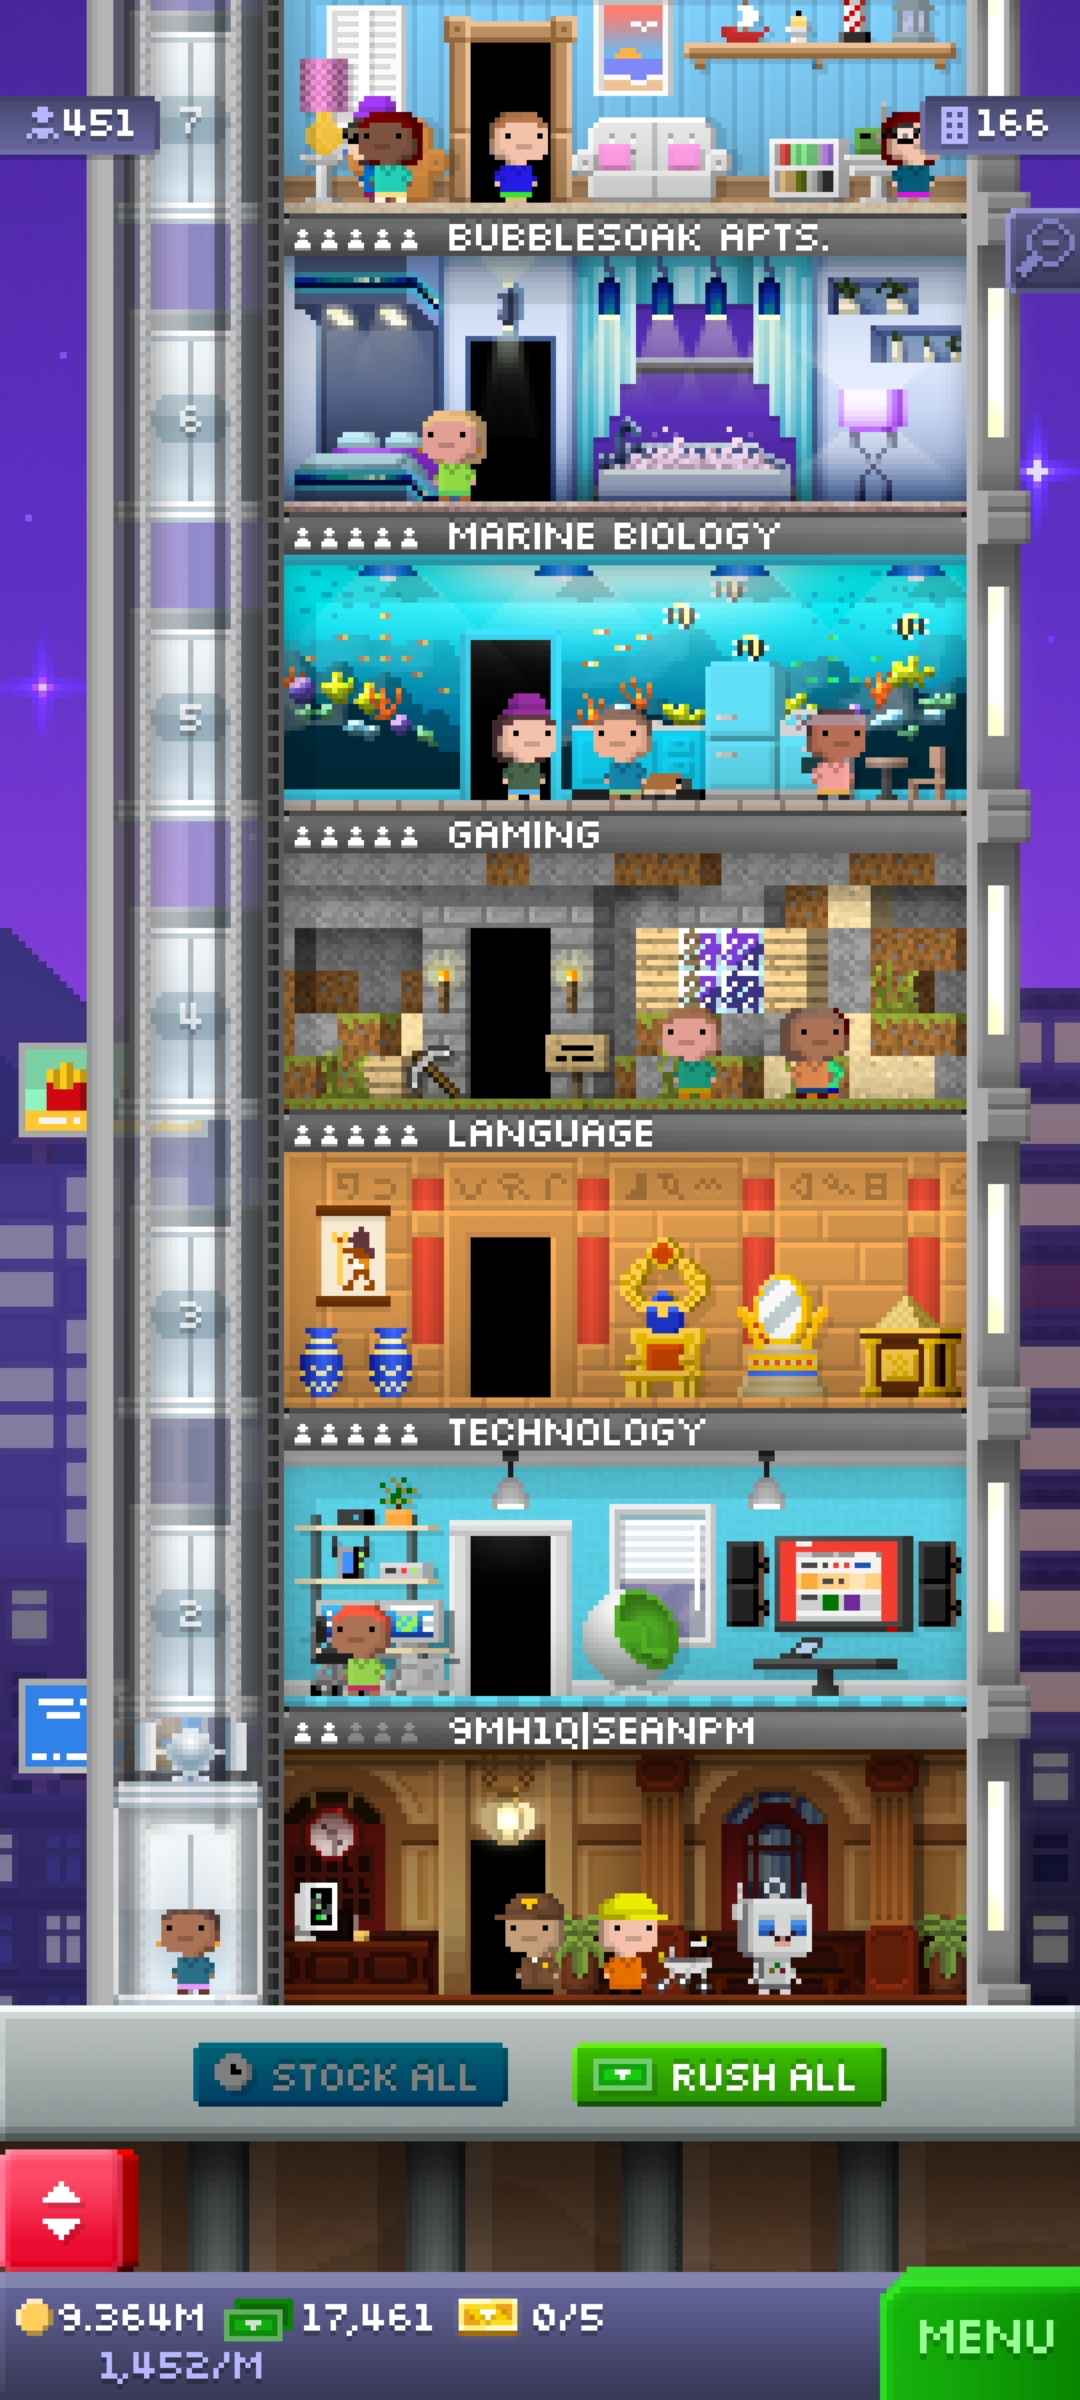 7
451
166
BUBBLESOAK APTS.
6
MARINE BIOLOGY
5
GAMING
4
LANGUAGE
3
TECHNOLOGY
2
9MH1Q|SEANPM
STOCK ALL
RUSH ALL
9.364M 17,461 0/5
1,452/M
MENU